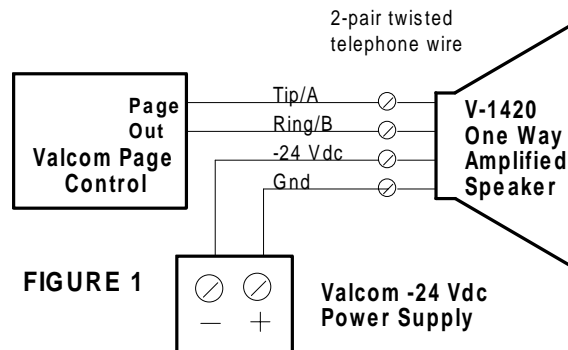 2-pair twisted
telephone wire
Page
Out
Valcom Page
Control
Tip/A
Ring/B
-24 Vdc
Gnd
V-1420
One Way
Amplified
Speaker
FIGURE 1
− +
Valcom -24 Vdc
Power Supply